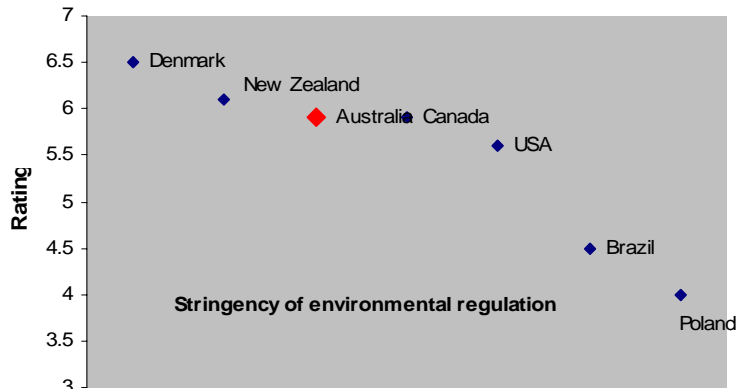 7
6.5
Denmark
New Zealand
6
Australia Canada
5.5
USA
5
Rating
4.5
Brazil
4
Stringency of environmental regulation
Poland
3.5
3